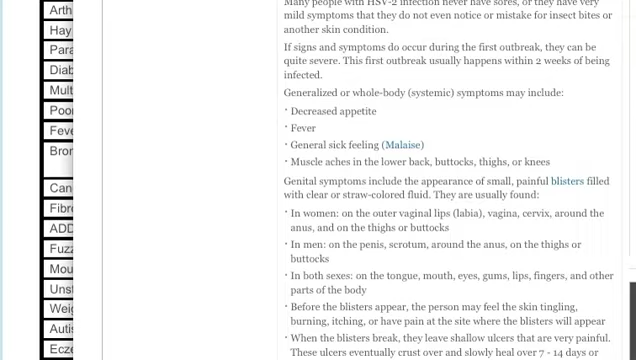 Arth
Hay
Para
Diab
Mult
Poor
Feve
Bron
Can
Fibr
ADD
Fuzz
Mou
Unst
Weig
Autis
Ecze
Many people with HSV-2 infection never have sores, or they have very
mild symptoms that they do not even notice or mistake for insect bites or
another skin condition.
If signs and symptoms do occur during the first outbreak, they can be
quite severe. This first outbreak usually happens within 2 weeks of being
infected.
Generalized or whole-body (systemic) symptoms may include:
· Decreased appetite
· Fever
· General sick feeling (Malaise)
· Muscle aches in the lower back, buttocks, thighs, or knees
Genital symptoms include the appearance of small, painful blisters filled
with clear or straw-colored fluid. They are usually found:
· In women: on the outer vaginal lips (labia), vagina, cervix, around the
anus, and on the thighs or buttocks
· In men: on the penis, scrotum, around the anus, on the thighs or
buttocks
· In both sexes: on the tongue, mouth, eyes, gums, lips, fingers, and other
parts of the body
· Before the blisters appear, the person may feel the skin tingling,
burning, itching, or have pain at the site where the blisters will appear
· When the blisters break, they leave shallow ulcers that are very painful.
These ulcers eventually crust over and slowly heal over 7 - 14 days or